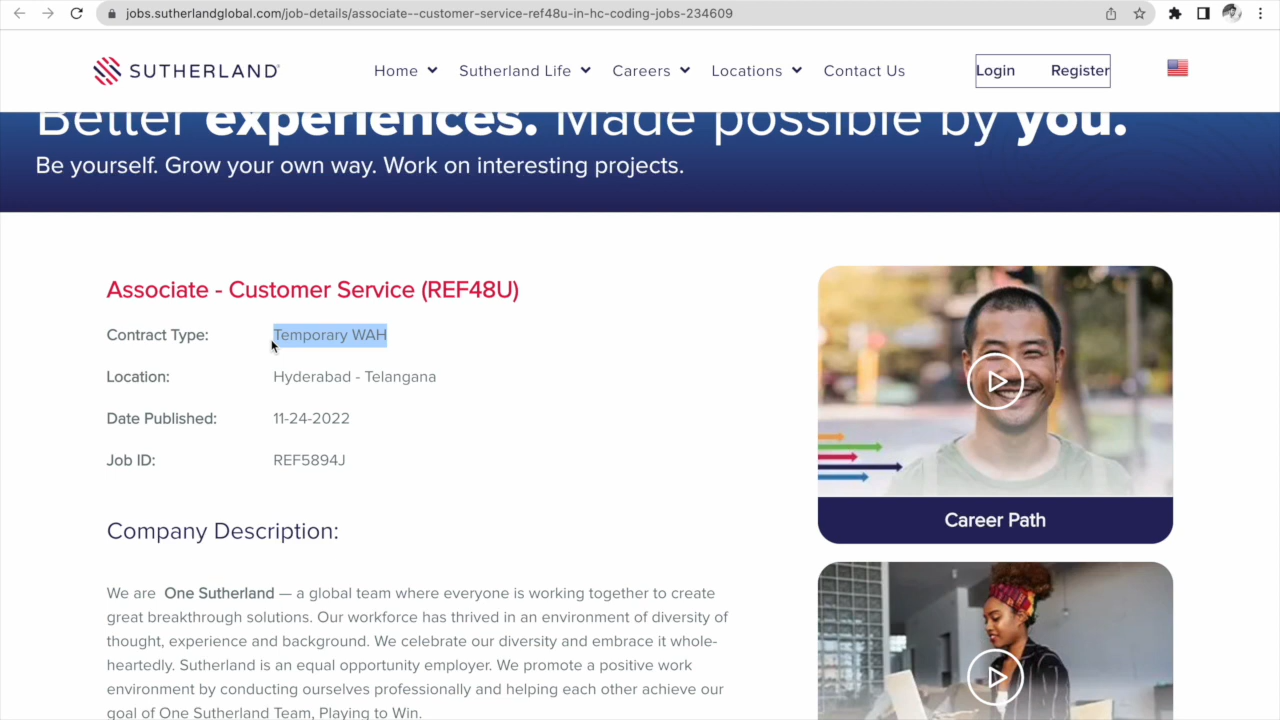 jobs.sutherlandglobal.com/job-details/associate--customer-service-ref48u-in-hc-coding-jobs-234609
SUTHERLAND
Home
Sutherland Life
Careers
Locations
Contact Us
Login
Register
Better experiences. Made possible by you.
Be yourself. Grow your own way. Work on interesting projects.
Associate - Customer Service (REF48U)
Contract Type: Temporary WAH
Location: Hyderabad - Telangana
Date Published: 11-24-2022
Job ID: REF5894J
Career Path
Company Description:
We are One Sutherland — a global team where everyone is working together to create
great breakthrough solutions. Our workforce has thrived in an environment of diversity of
thought, experience and background. We celebrate our diversity and embrace it whole-
heartedly. Sutherland is an equal opportunity employer. We promote a positive work
environment by conducting ourselves professionally and helping each other achieve our
goal of One Sutherland Team, Playing to Win.